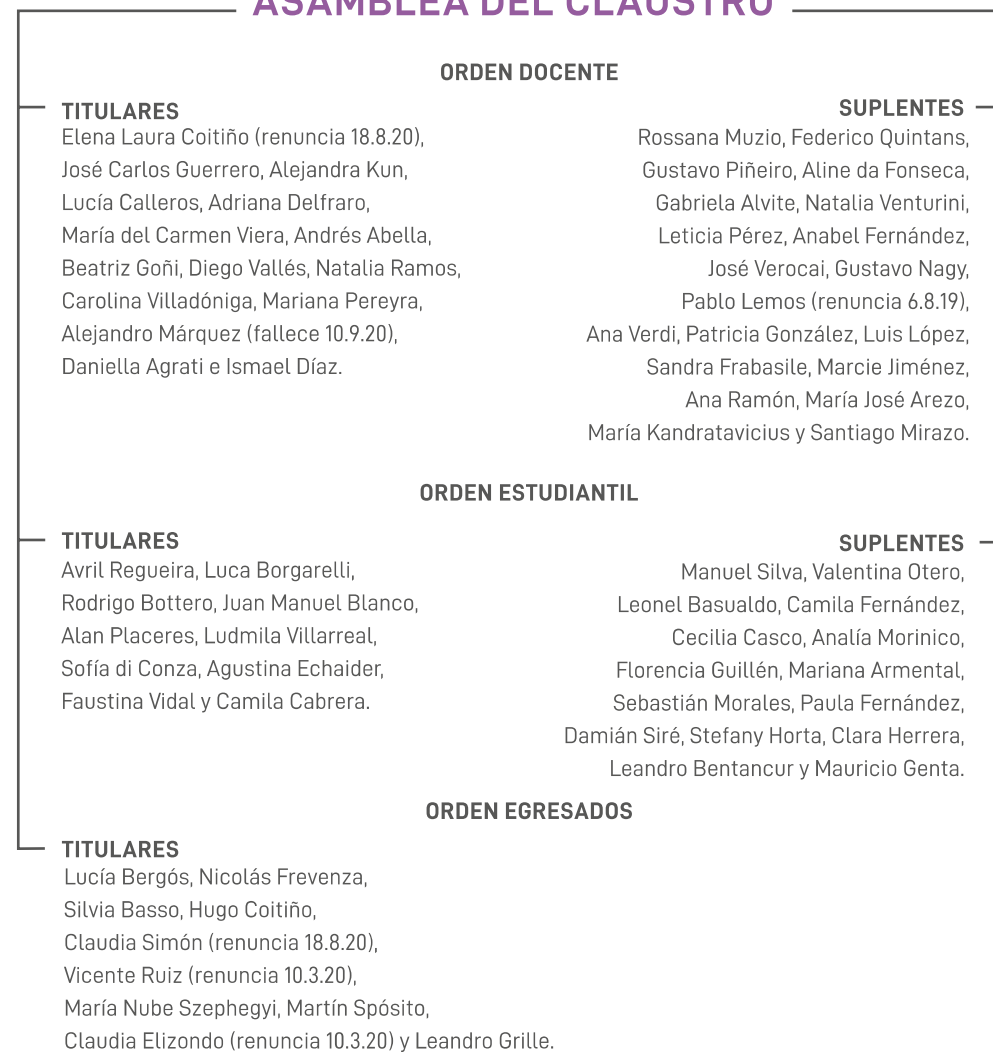 ASAMBLEA DEL CLAUSTRO
ORDEN DOCENTE
TITULARES
Elena Laura Coitiño (renuncia 18.8.20),
José Carlos Guerrero, Alejandra Kun,
Lucía Calleros, Adriana Delfraro,
María del Carmen Viera, Andrés Abella,
Beatriz Goñi, Diego Vallés, Natalia Ramos,
Carolina Villadóniga, Mariana Pereyra,
Alejandro Márquez (fallece 10.9.20),
Daniella Agrati e Ismael Díaz.
SUPLENTES
Rossana Muzio, Federico Quintans,
Gustavo Piñeiro, Aline da Fonseca,
Gabriela Alvite, Natalia Venturini,
Leticia Pérez, Anabel Fernández,
José Verocai, Gustavo Nagy,
Pablo Lemos (renuncia 6.8.19),
Ana Verdi, Patricia González, Luis López,
Sandra Frabasile, Marcie Jiménez,
Ana Ramón, María José Arezo,
María Kandratavicius y Santiago Mirazo.
ORDEN ESTUDIANTIL
TITULARES
Avril Regueira, Luca Borgarelli,
Rodrigo Bottero, Juan Manuel Blanco,
Alan Placeres, Ludmila Villarreal,
Sofía di Conza, Agustina Echaider,
Faustina Vidal y Camila Cabrera.
SUPLENTES
Manuel Silva, Valentina Otero,
Leonel Basualdo, Camila Fernández,
Cecilia Casco, Analía Morinico,
Florencia Guillén, Mariana Armental,
Sebastián Morales, Paula Fernández,
Damián Siré, Stefany Horta, Clara Herrera,
Leandro Bentancur y Mauricio Genta.
ORDEN EGRESADOS
TITULARES
Lucía Bergós, Nicolás Frevenza,
Silvia Basso, Hugo Coitiño,
Claudia Simón (renuncia 18.8.20),
Vicente Ruiz (renuncia 10.3.20),
María Nube Szephegyi, Martín Spósito,
Claudia Elizondo (renuncia 10.3.20) y Leandro Grille.